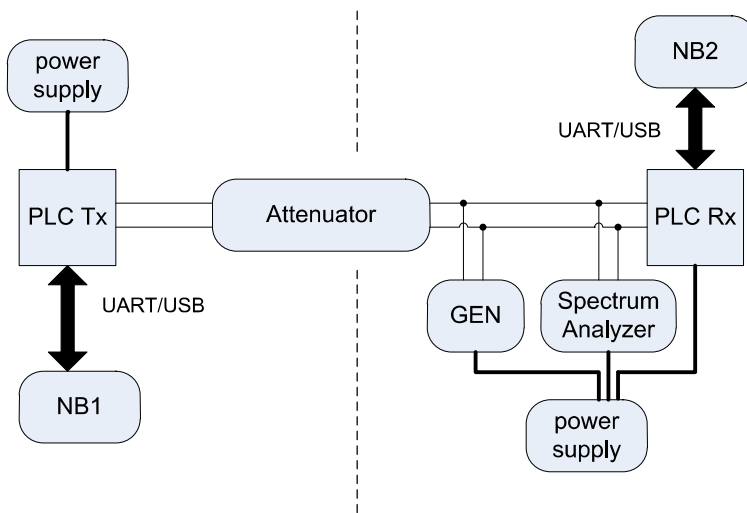 power
supply
NB2
UART/USB
PLC Tx
Attenuator
PLC Rx
UART/USB
GEN
Spectrum
Analyzer
NB1
power
supply